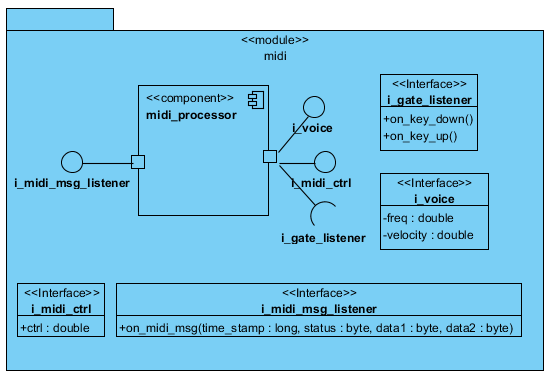 <<module>>
midi
<<component>>
midi_processor
i_midi_msg_listener
i_voice
i_midi_ctrl
i_gate_listener
<<Interface>>
i_gate_listener
+on_key_down()
+on_key_up()
<<Interface>>
i_voice
-freq : double
-velocity : double
<<Interface>>
i_midi_ctrl
+ctrl : double
<<Interface>>
i_midi_msg_listener
+on_midi_msg(time_stamp : long, status : byte, data1 : byte, data2 : byte)